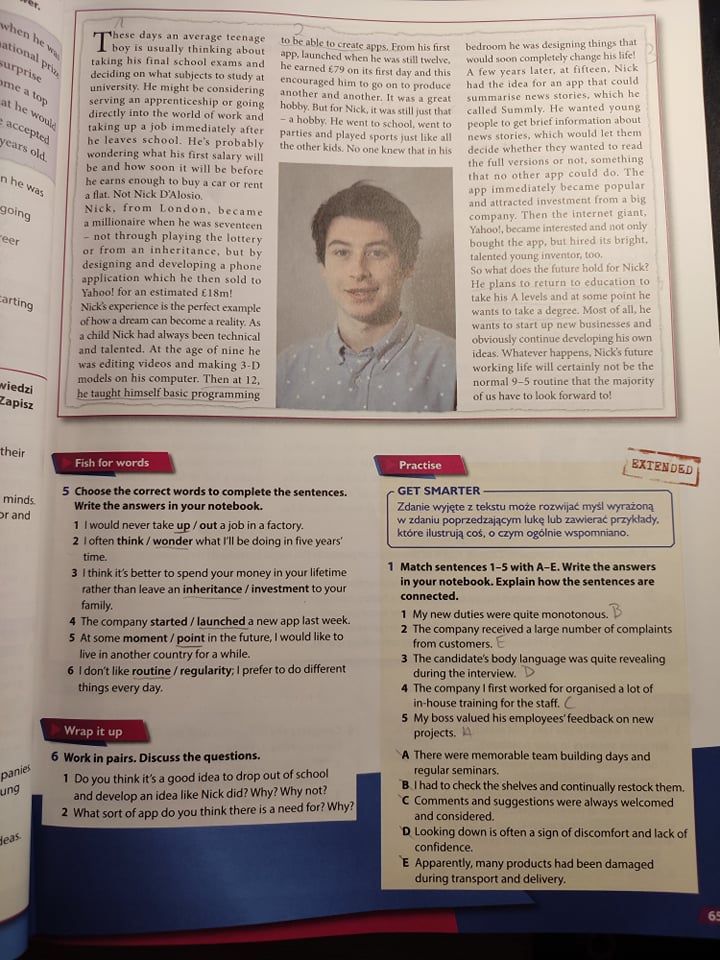 when he was
ational prize
surprise
ome a top
at he would
accepted
years old.
n he was
going
eer
tarting
wiedzi
Zapisz
their
minds.
or and
panies
ung
deas.
These days an average teenage
boy is usually thinking about
taking his final school exams and
deciding on what subjects to study at
university. He might be considering
serving an apprenticeship or going
directly into the world of work and
taking up a job immediately after
he leaves school. He's probably
wondering what his first salary will
be and how soon it will be before
he earns enough to buy a car or rent
a flat. Not Nick D'Alosio.
Nick, from London, became
a millionaire when he was seventeen
– not through playing the lottery
or from an inheritance, but by
designing and developing a phone
application which he then sold to
Yahoo! for an estimated £18m!
Nick's experience is the perfect example
of how a dream can become a reality. As
a child Nick had always been technical
and talented. At the age of nine he
was editing videos and making 3-D
models on his computer. Then at 12,
he taught himself basic programming
2
to be able to create apps. From his first
app, launched when he was still twelve,
he earned £79 on its first day and this
encouraged him to go on to produce
another and another. It was a great
hobby. But for Nick, it was still just that
– a hobby. He went to school, went to
parties and played sports just like all
the other kids. No one knew that in his
bedroom he was designing things that
would soon completely change his life!
A few years later, at fifteen, Nick
had the idea for an app that could
summarise news stories, which he
called Summly. He wanted young
people to get brief information about
news stories, which would let them
decide whether they wanted to read
the full versions or not, something
that no other app could do. The
app immediately became popular
and attracted investment from a big
company. Then the internet giant,
Yahoo!, became interested and not only
bought the app, but hired its bright,
talented young inventor, too.
So what does the future hold for Nick?
He plans to return to education to
take his A levels and at some point he
wants to take a degree. Most of all, he
wants to start up new businesses and
obviously continue developing his own
ideas. Whatever happens, Nick's future
working life will certainly not be the
normal 9–5 routine that the majority
of us have to look forward to!
Fish for words
5 Choose the correct words to complete the sentences.
Write the answers in your notebook.
1 I would never take up / out a job in a factory.
2 I often think / wonder what I'll be doing in five years'
time.
3 I think it's better to spend your money in your lifetime
rather than leave an inheritance / investment to your
family.
4 The company started / launched a new app last week.
5 At some moment / point in the future, I would like to
live in another country for a while.
6 I don't like routine / regularity; I prefer to do different
things every day.
Wrap it up
6 Work in pairs. Discuss the questions.
1 Do you think it's a good idea to drop out of school
and develop an idea like Nick did? Why? Why not?
2 What sort of app do you think there is a need for? Why?
Practise
EXTENDED
GET SMARTER
Zdanie wyjęte z tekstu może rozwijać myśl wyrażoną
w zdaniu poprzedzającym lukę lub zawierać przykłady,
które ilustrują coś, o czym ogólnie wspomniano.
1 Match sentences 1–5 with A–E. Write the answers
in your notebook. Explain how the sentences are
connected.
1 My new duties were quite monotonous. B
2 The company received a large number of complaints
from customers. E
3 The candidate's body language was quite revealing
during the interview. D
4 The company I first worked for organised a lot of
in-house training for the staff. C
5 My boss valued his employees' feedback on new
projects. A
A There were memorable team building days and
regular seminars.
B I had to check the shelves and continually restock them.
C Comments and suggestions were always welcomed
and considered.
D Looking down is often a sign of discomfort and lack of
confidence.
E Apparently, many products had been damaged
during transport and delivery.
65